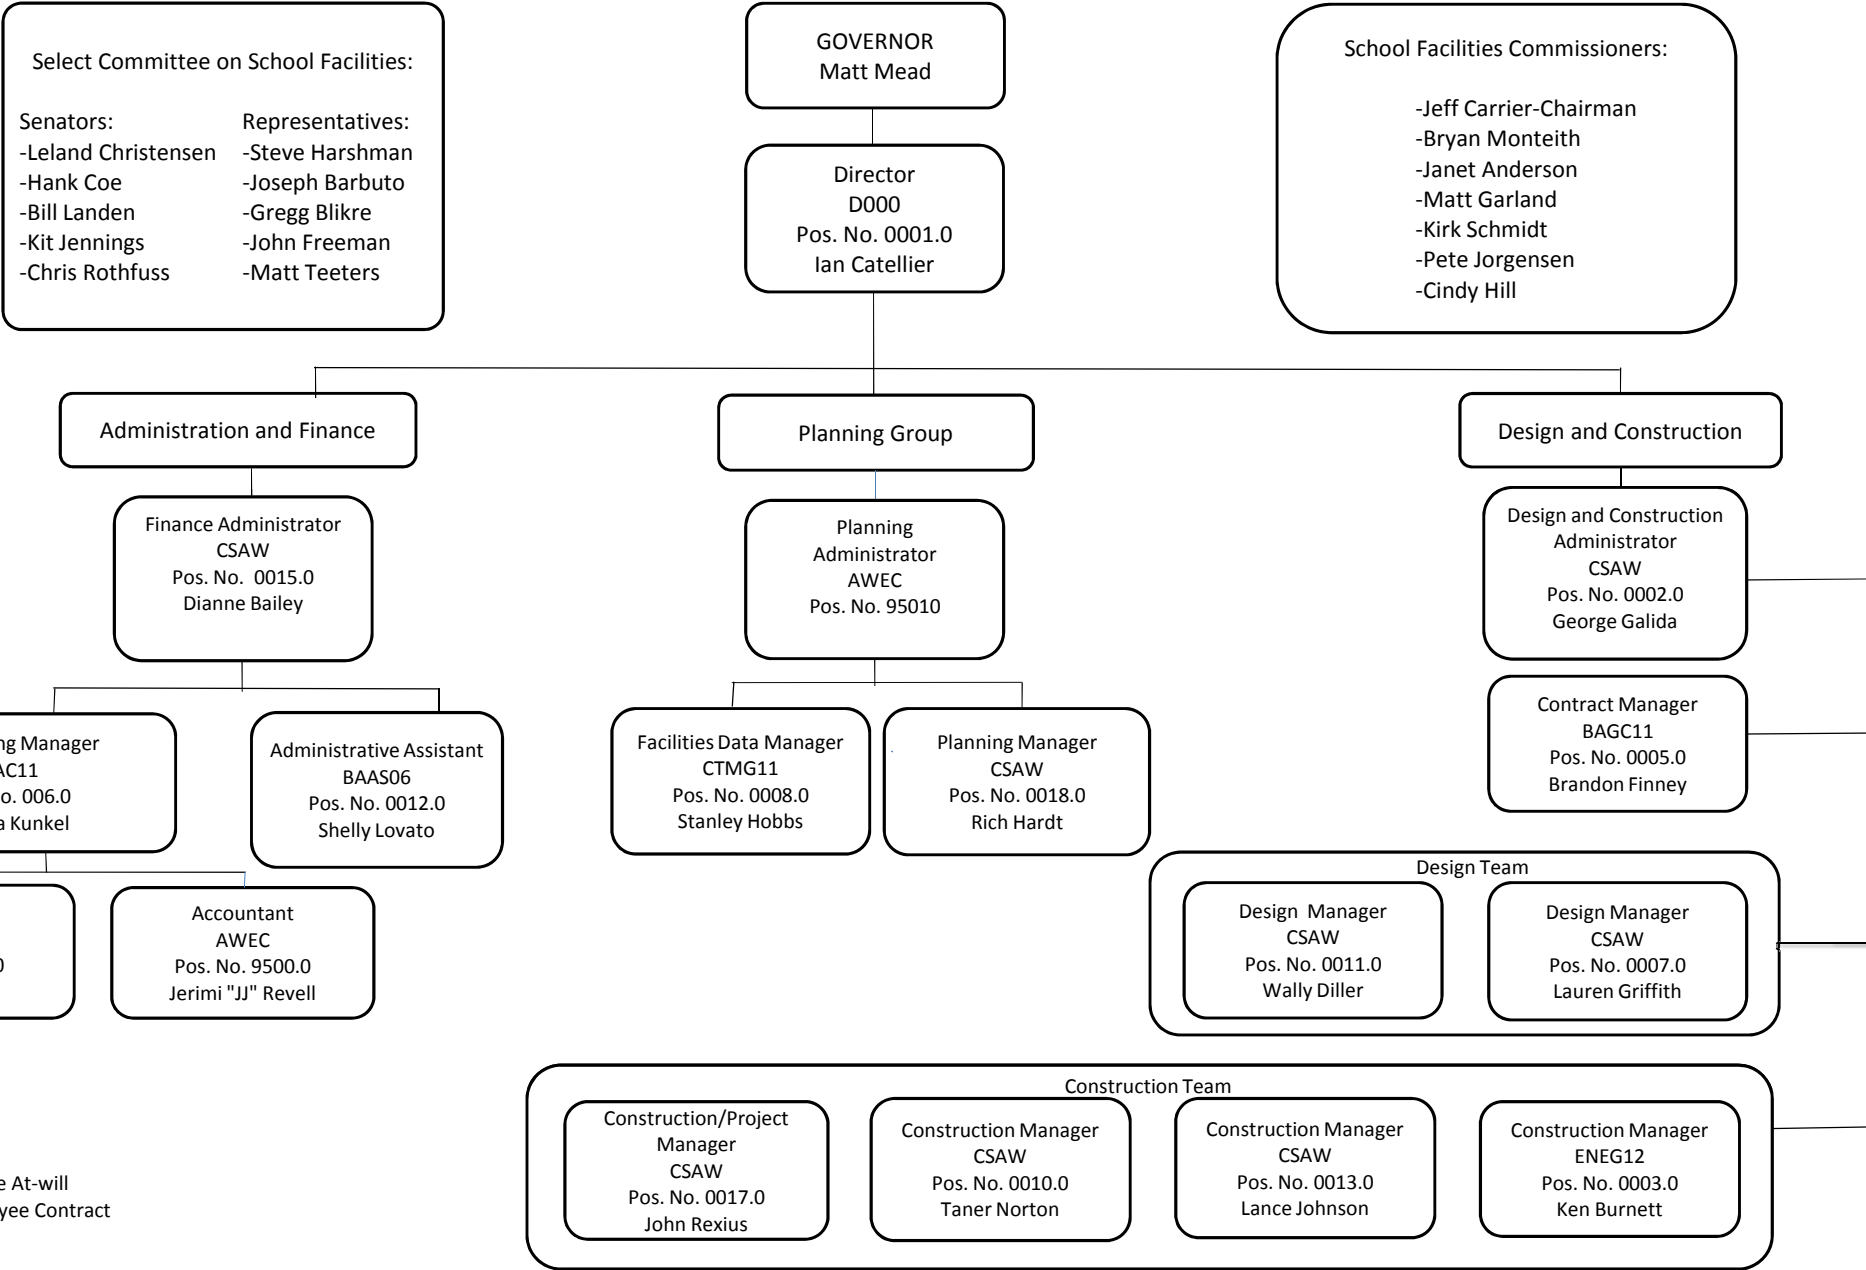 Select Committee on School Facilities:
Senators:
-Leland Christensen
-Hank Coe
-Bill Landen
-Kit Jennings
-Chris Rothfuss
Representatives:
-Steve Harshman
-Joseph Barbuto
-Gregg Blikre
-John Freeman
-Matt Teeters
GOVERNOR
Matt Mead
Director
D000
Pos. No. 0001.0
Ian Catellier
School Facilities Commissioners:
-Jeff Carrier-Chairman
-Bryan Monteith
-Janet Anderson
-Matt Garland
-Kirk Schmidt
-Pete Jorgensen
-Cindy Hill
Administration and Finance
Finance Administrator
CSAW
Pos. No. 0015.0
Dianne Bailey
Manager
006.0
Kunkel
Administrative Assistant
BAAS06
Pos. No. 0012.0
Shelly Lovato
Accountant
AWEC
Pos. No. 9500.0
Jerimi "JJ" Revell
Planning Group
Planning
Administrator
AWEC
Pos. No. 95010
Facilities Data Manager
CTMG11
Pos. No. 0008.0
Stanley Hobbs
Planning Manager
CSAW
Pos. No. 0018.0
Rich Hardt
Design and Construction
Design and Construction
Administrator
CSAW
Pos. No. 0002.0
George Galida
Contract Manager
BAGC11
Pos. No. 0005.0
Brandon Finney
Design Team
Design Manager
CSAW
Pos. No. 0011.0
Wally Diller
Design Manager
CSAW
Pos. No. 0007.0
Lauren Griffith
Construction Team
Construction/Project
Manager
CSAW
Pos. No. 0017.0
John Rexius
Construction Manager
CSAW
Pos. No. 0010.0
Taner Norton
Construction Manager
CSAW
Pos. No. 0013.0
Lance Johnson
Construction Manager
ENEG12
Pos. No. 0003.0
Ken Burnett
At-will
Contract